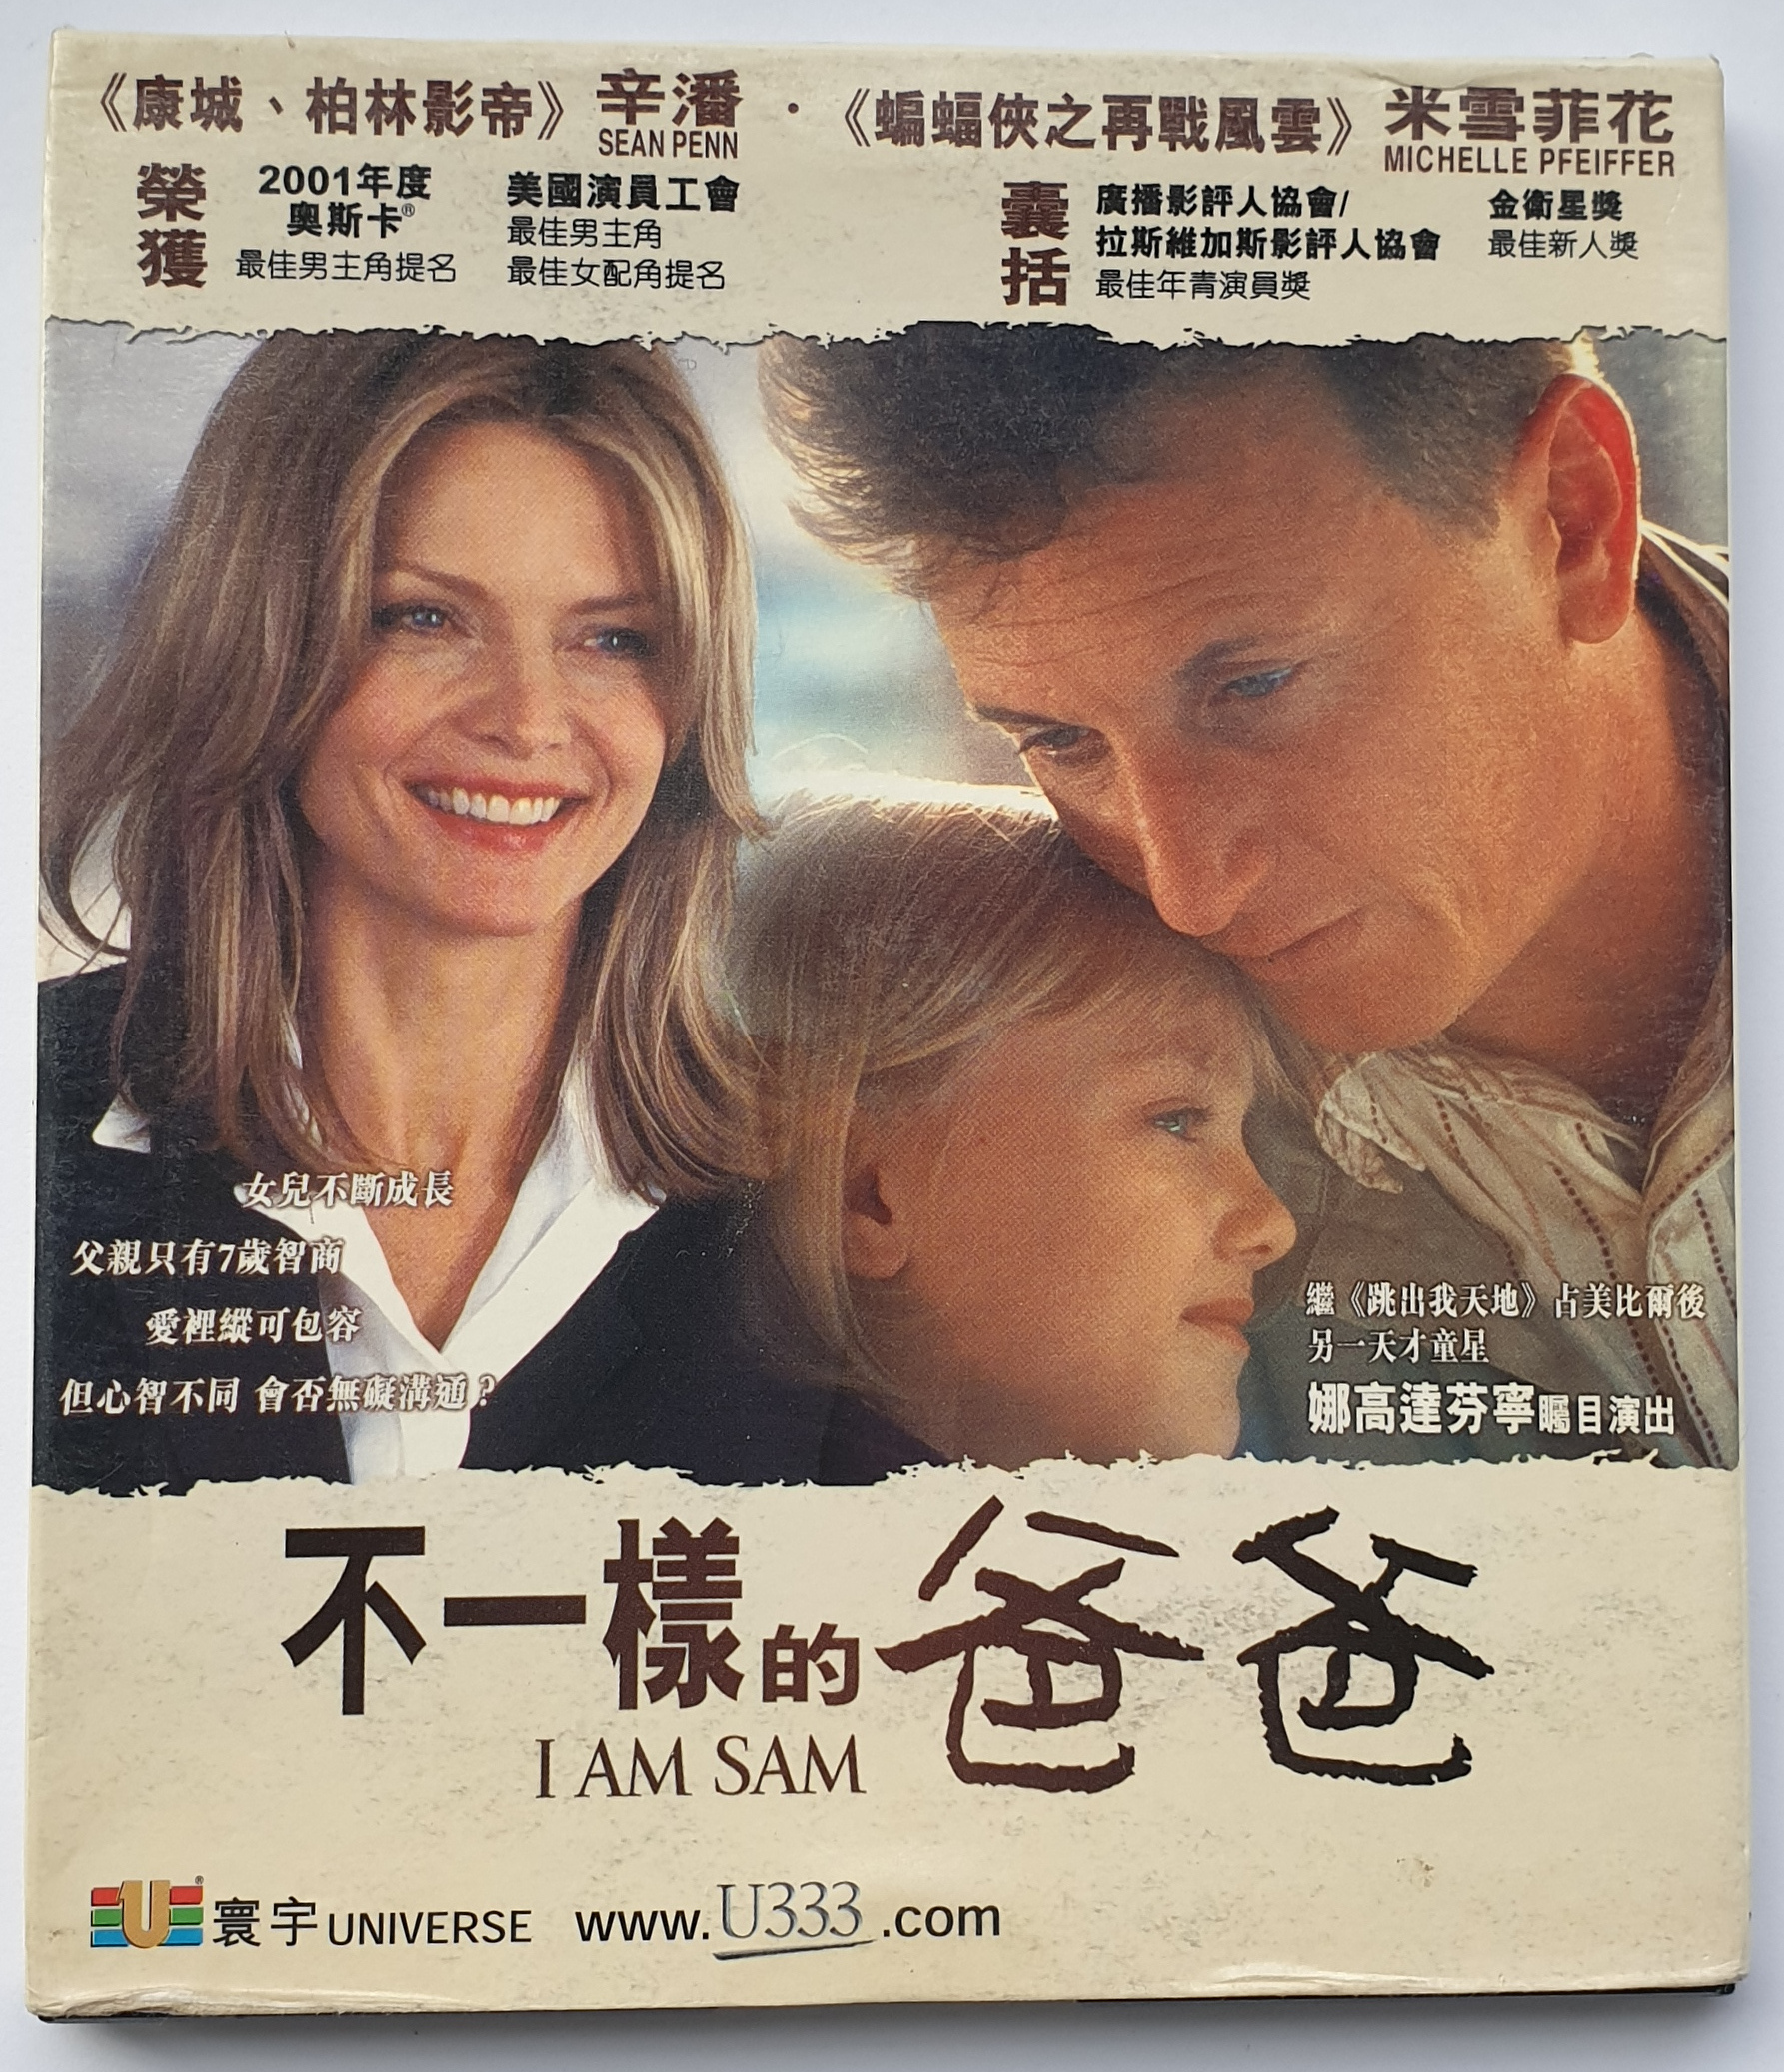 《康城、柏林影帝》辛潘 · 《蝙蝠俠之再戰風雲》米雪菲花
SEAN PENN MICHELLE PFEIFFER
榮獲
2001年度
奧斯卡®
最佳男主角提名
美國演員工會
最佳男主角
最佳女配角提名
囊括
廣播影評人協會/
拉斯維加斯影評人協會
最佳年青演員獎
金衛星獎
最佳新人獎
女兒不斷成長
父親只有7歲智商
愛裡縱可包容
但心智不同 會否無礙溝通?
繼《跳出我天地》占美比爾後
另一天才童星
娜高達芬寧矚目演出
不一樣的爸爸
I AM SAM
U® 寰宇 UNIVERSE www.U333.com